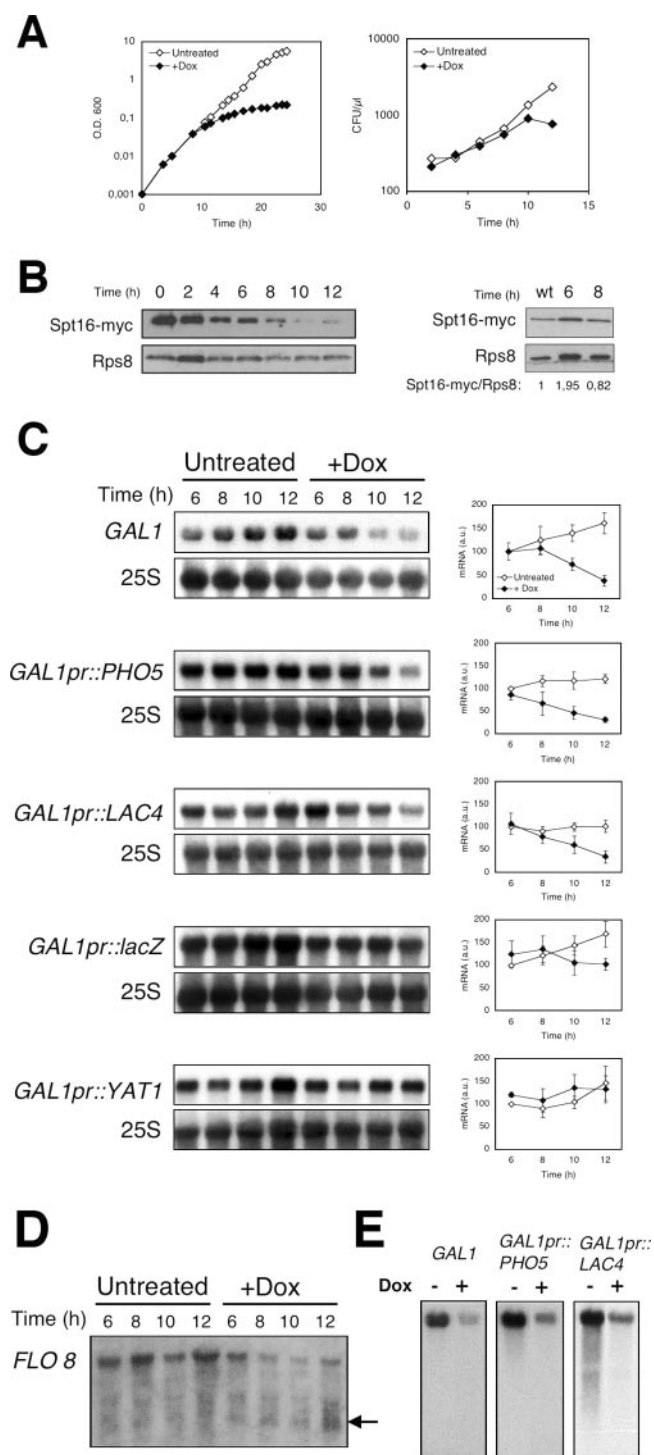 A
Untreated
+Dox
O.D. 600
10
1
0,1
0,01
0,001
0 10 20 30
Time (h)
Untreated
+Dox
CFU/µl
10000
1000
100
0 5 10 15
Time (h)
B
Time (h) 0 2 4 6 8 10 12
Spt16-myc
Rps8
Time (h) wt 6 8
Spt16-myc
Rps8
Spt16-myc/Rps8: 1 1,95 0,82
C
Untreated +Dox
Time (h) 6 8 10 12 6 8 10 12
GAL1
25S
mRNA (a.u.)
200
150
100
50
0
Untreated
+ Dox
6 8 10 12
Time (h)
GAL1pr::PHO5
25S
mRNA (a.u.)
200
150
100
50
0
6 8 10 12
Time (h)
GAL1pr::LAC4
25S
mRNA (a.u.)
200
150
100
50
0
6 8 10 12
Time (h)
GAL1pr::lacZ
25S
mRNA (a.u.)
200
150
100
50
0
6 8 10 12
Time (h)
GAL1pr::YAT1
25S
mRNA (a.u.)
200
150
100
50
0
6 8 10 12
Time (h)
D
Untreated +Dox
Time (h) 6 8 10 12 6 8 10 12
FLO 8
E
GAL1 GAL1pr::PHO5 GAL1pr::LAC4
Dox - + - + - +